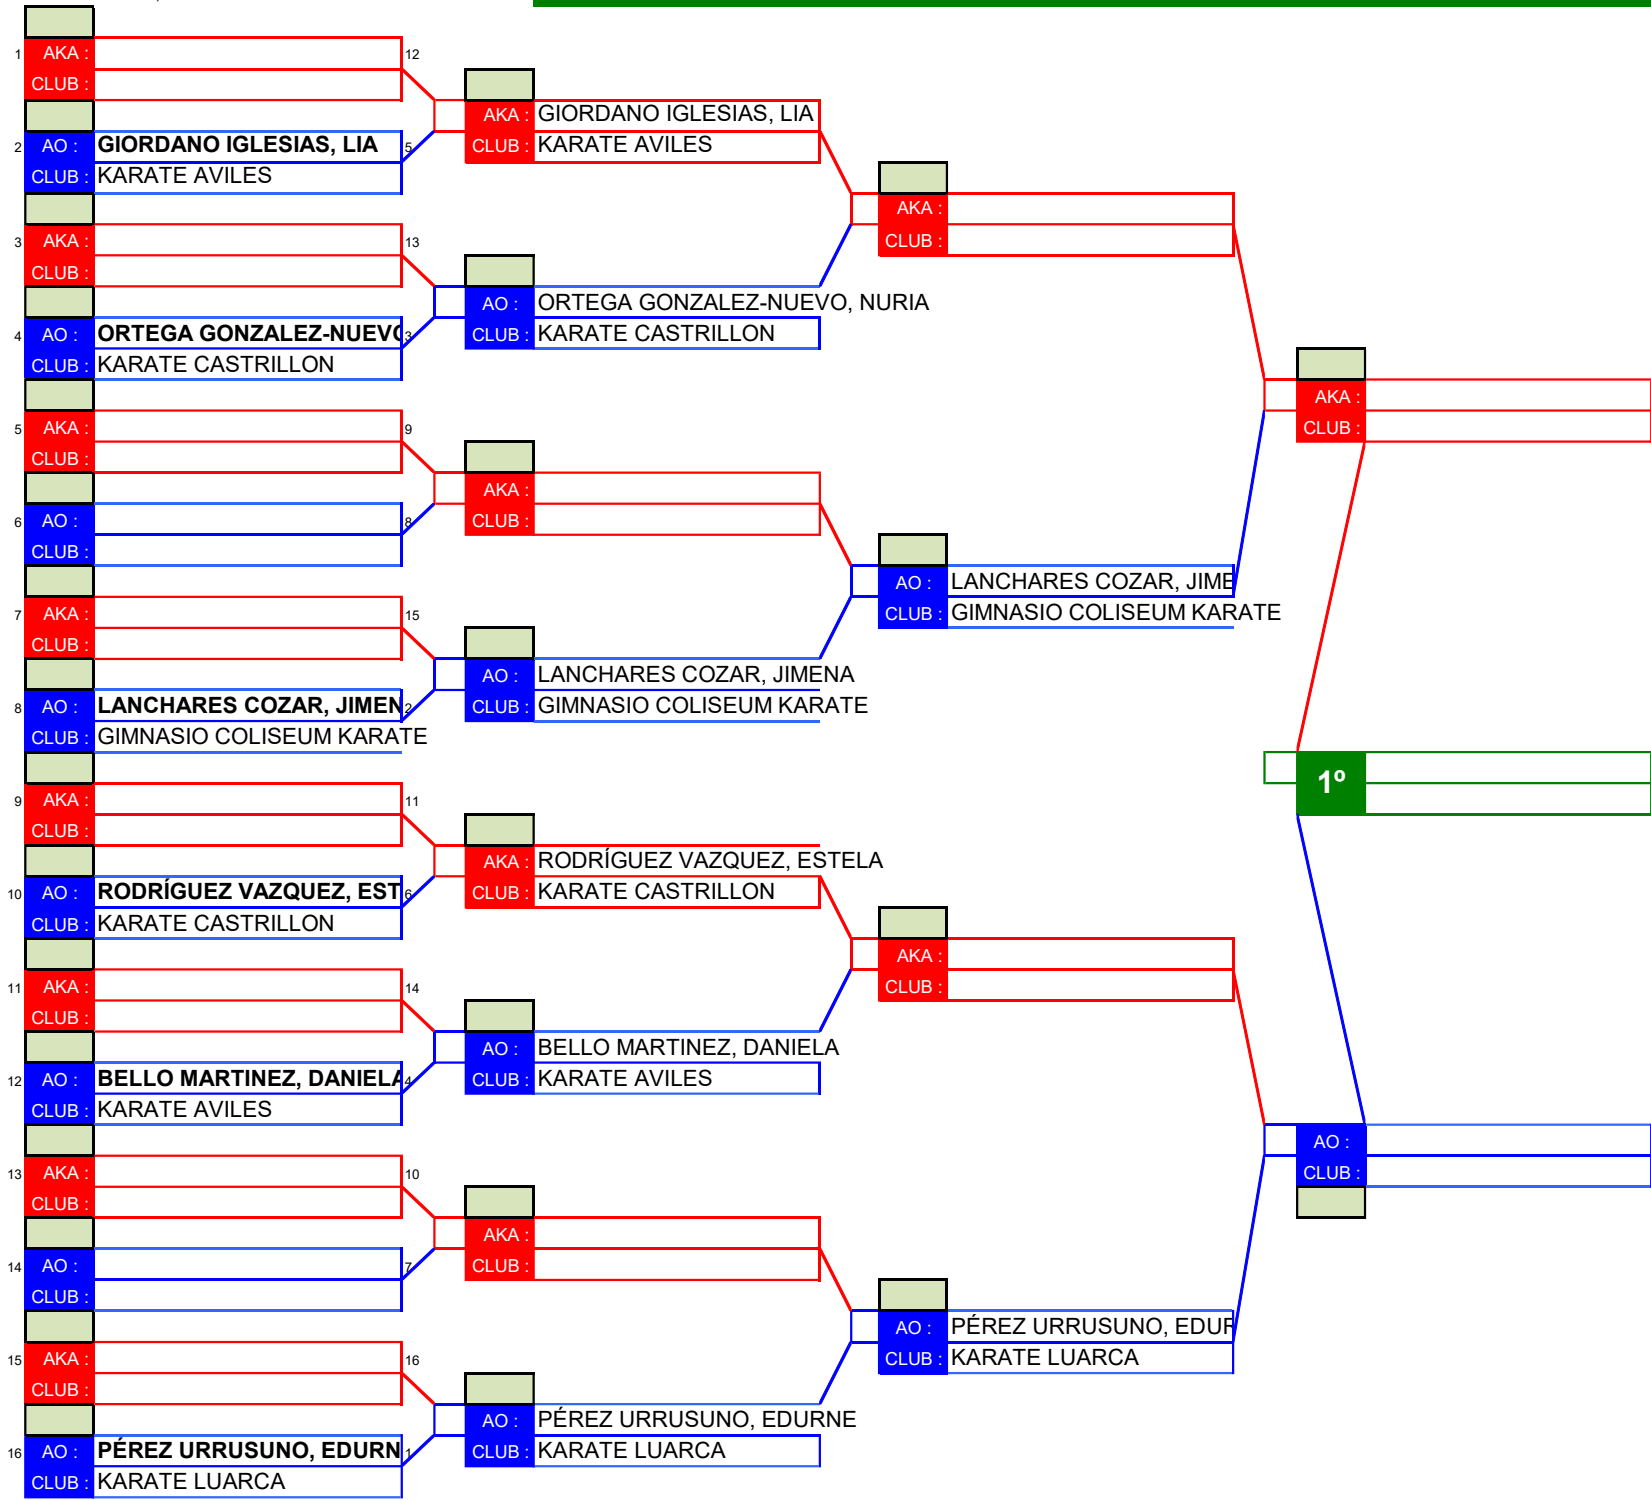 1 AKA : 12
CLUB :
2 AO : GIORDANO IGLESIAS, LIA 5
CLUB : KARATE AVILES
3 AKA : 13
CLUB :
4 AO : ORTEGA GONZALEZ-NUEVO 3
CLUB : KARATE CASTRILLON
5 AKA : 9
CLUB :
6 AO : 8
CLUB :
7 AKA : 15
CLUB :
8 AO : LANCHARES COZAR, JIMEN 2
CLUB : GIMNASIO COLISEUM KARATE
9 AKA : 11
CLUB :
10 AO : RODRÍGUEZ VAZQUEZ, EST 6
CLUB : KARATE CASTRILLON
11 AKA : 14
CLUB :
12 AO : BELLO MARTINEZ, DANIELA 4
CLUB : KARATE AVILES
13 AKA : 10
CLUB :
14 AO : 7
CLUB :
15 AKA : 16
CLUB :
16 AO : PÉREZ URRUSUNO, EDURN 1
CLUB : KARATE LUARCA
AKA : GIORDANO IGLESIAS, LIA
CLUB : KARATE AVILES
AO : ORTEGA GONZALEZ-NUEVO, NURIA
CLUB : KARATE CASTRILLON
AKA :
CLUB :
AO : LANCHARES COZAR, JIMENA
CLUB : GIMNASIO COLISEUM KARATE
AKA : RODRÍGUEZ VAZQUEZ, ESTELA
CLUB : KARATE CASTRILLON
AO : BELLO MARTINEZ, DANIELA
CLUB : KARATE AVILES
AKA :
CLUB :
AO : PÉREZ URRUSUNO, EDURNE
CLUB : KARATE LUARCA
AKA :
CLUB :
AO : LANCHARES COZAR, JIME
CLUB : GIMNASIO COLISEUM KARATE
AKA :
CLUB :
AO : PÉREZ URRUSUNO, EDUR
CLUB : KARATE LUARCA
AKA :
CLUB :
1º
AO :
CLUB :